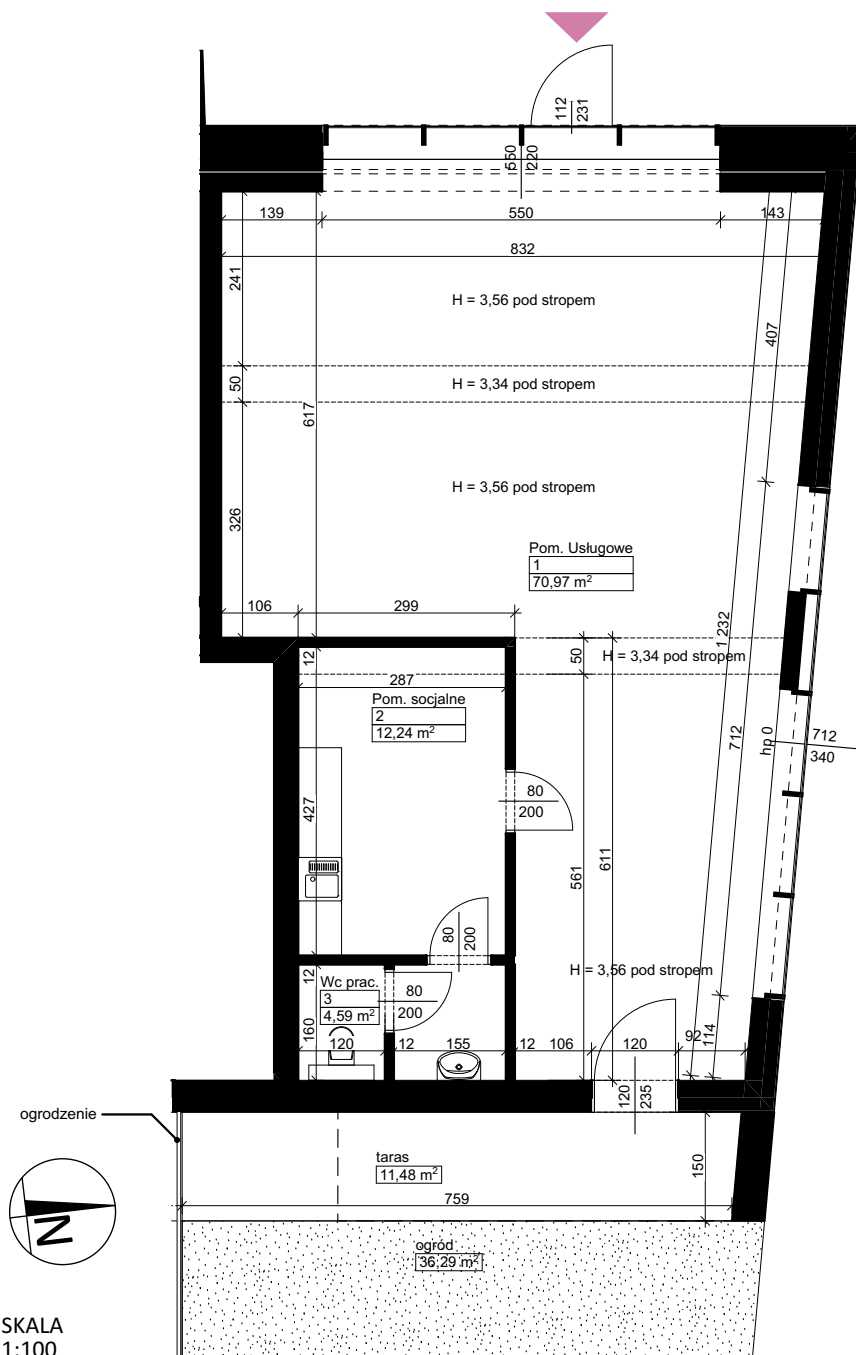 112
231
550
220
139
550
143
832
241
H = 3,56 pod stropem
407
50
H = 3,34 pod stropem
617
H = 3,56 pod stropem
326
Pom. Usługowe
1
70,97 m²
106
299
1 232
12
50
H = 3,34 pod stropem
287
Pom. socjalne
2
12,24 m²
712
hp 0
712
340
80
200
427
561
611
80
200
H = 3,56 pod stropem
12
Wc prac.
3
4,59 m²
80
200
160
120
12
155
12
106
120
92
114
120
235
ogrodzenie
taras
11,48 m²
150
759
N
ogród
36,29 m²
SKALA
1:100